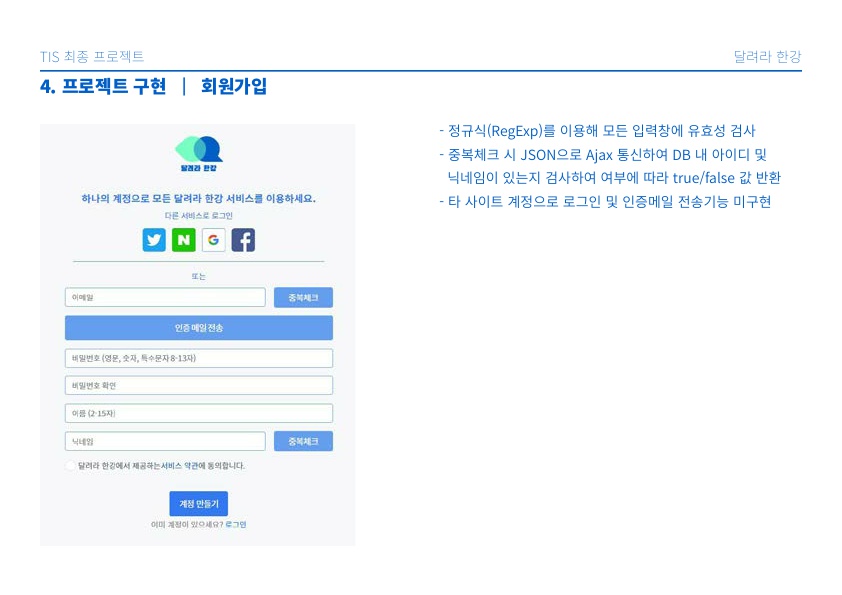 TIS 최종 프로젝트
달려라 한강
4. 프로젝트 구현 | 회원가입
달려라 한강
하나의 계정으로 모든 달려라 한강 서비스를 이용하세요.
다른 서비스로 로그인
N G f
또는
이메일
중복체크
인증메일전송
비밀번호 (영문, 숫자, 특수문자 8-13자)
비밀번호 확인
이름 (2-15자)
닉네임
중복체크
달려라 한강에서 제공하는서비스 약관에 동의합니다.
계정 만들기
이미 계정이 있으세요? 로그인
- 정규식(RegExp)를 이용해 모든 입력창에 유효성 검사
- 중복체크 시 JSON으로 Ajax 통신하여 DB 내 아이디 및
닉네임이 있는지 검사하여 여부에 따라 true/false 값 반환
- 타 사이트 계정으로 로그인 및 인증메일 전송기능 미구현